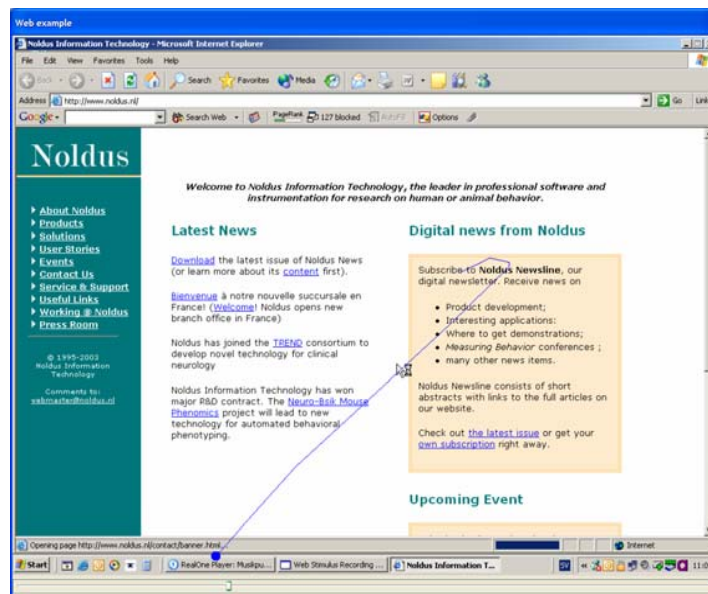 Web example
Noldus Information Technology - Microsoft Internet Explorer
File Edit View Favorites Tools Help
Back Search Favorites Media
Address http://www.noldus.nl/ Go
Google Search Web PageRank 127 blocked AutoFill Options
Noldus
Welcome to Noldus Information Technology, the leader in professional software and
instrumentation for research on human or animal behavior.
About Noldus
Products
Solutions
User Stories
Events
Contact Us
Service & Support
Useful Links
Working @ Noldus
Press Room
© 1995-2003
Noldus Information
Technology
Comments to:
webmaster@noldus.nl
Latest News
Download the latest issue of Noldus News
(or learn more about its content first).
Bienvenue à notre nouvelle succursale en
France! (Welcome! Noldus opens new
branch office in France)
Noldus has joined the TREND consortium to
develop novel technology for clinical
neurology
Noldus Information Technology has won
major R&D contract. The Neuro-Bsik Mouse
Phenomics project will lead to new
technology for automated behavioral
phenotyping.
Digital news from Noldus
Subscribe to Noldus Newsline, our
digital newsletter. Receive news on
• Product development;
• Interesting applications:
• Where to get demonstrations;
• Measuring Behavior conferences ;
• many other news items.
Noldus Newsline consists of short
abstracts with links to the full articles on
our website.
Check out the latest issue or get your
own subscription right away.
Upcoming Event
Opening page http://www.noldus.nl/contact/banner.html... Internet
Start RealOne Player: Muslipu... Web Stimulus Recording ... Noldus Information T... SV 11:0